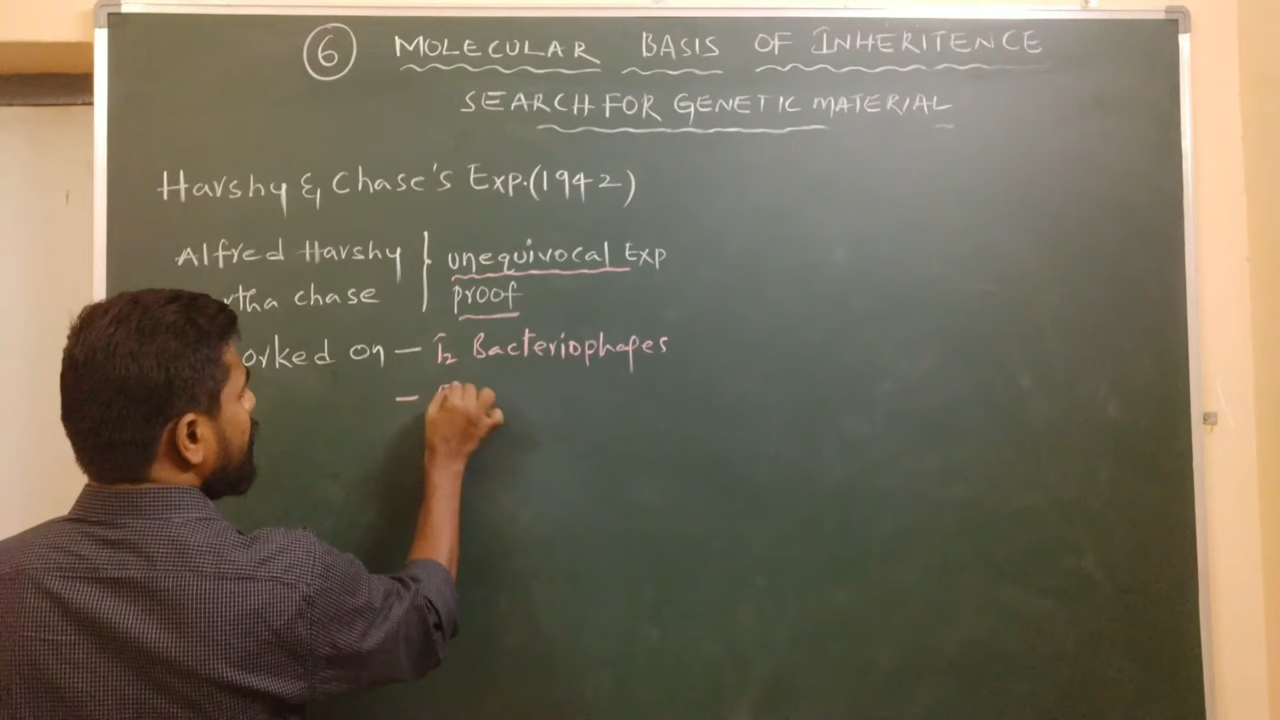 6 MOLECULAR BASIS OF INHERITENCE
SEARCH FOR GENETIC MATERIAL
Harshy & Chase's Exp.(1942)
Alfred Harshy } unequivocal Exp
rtha chase proof
orked on – T2 Bacteriophages
–